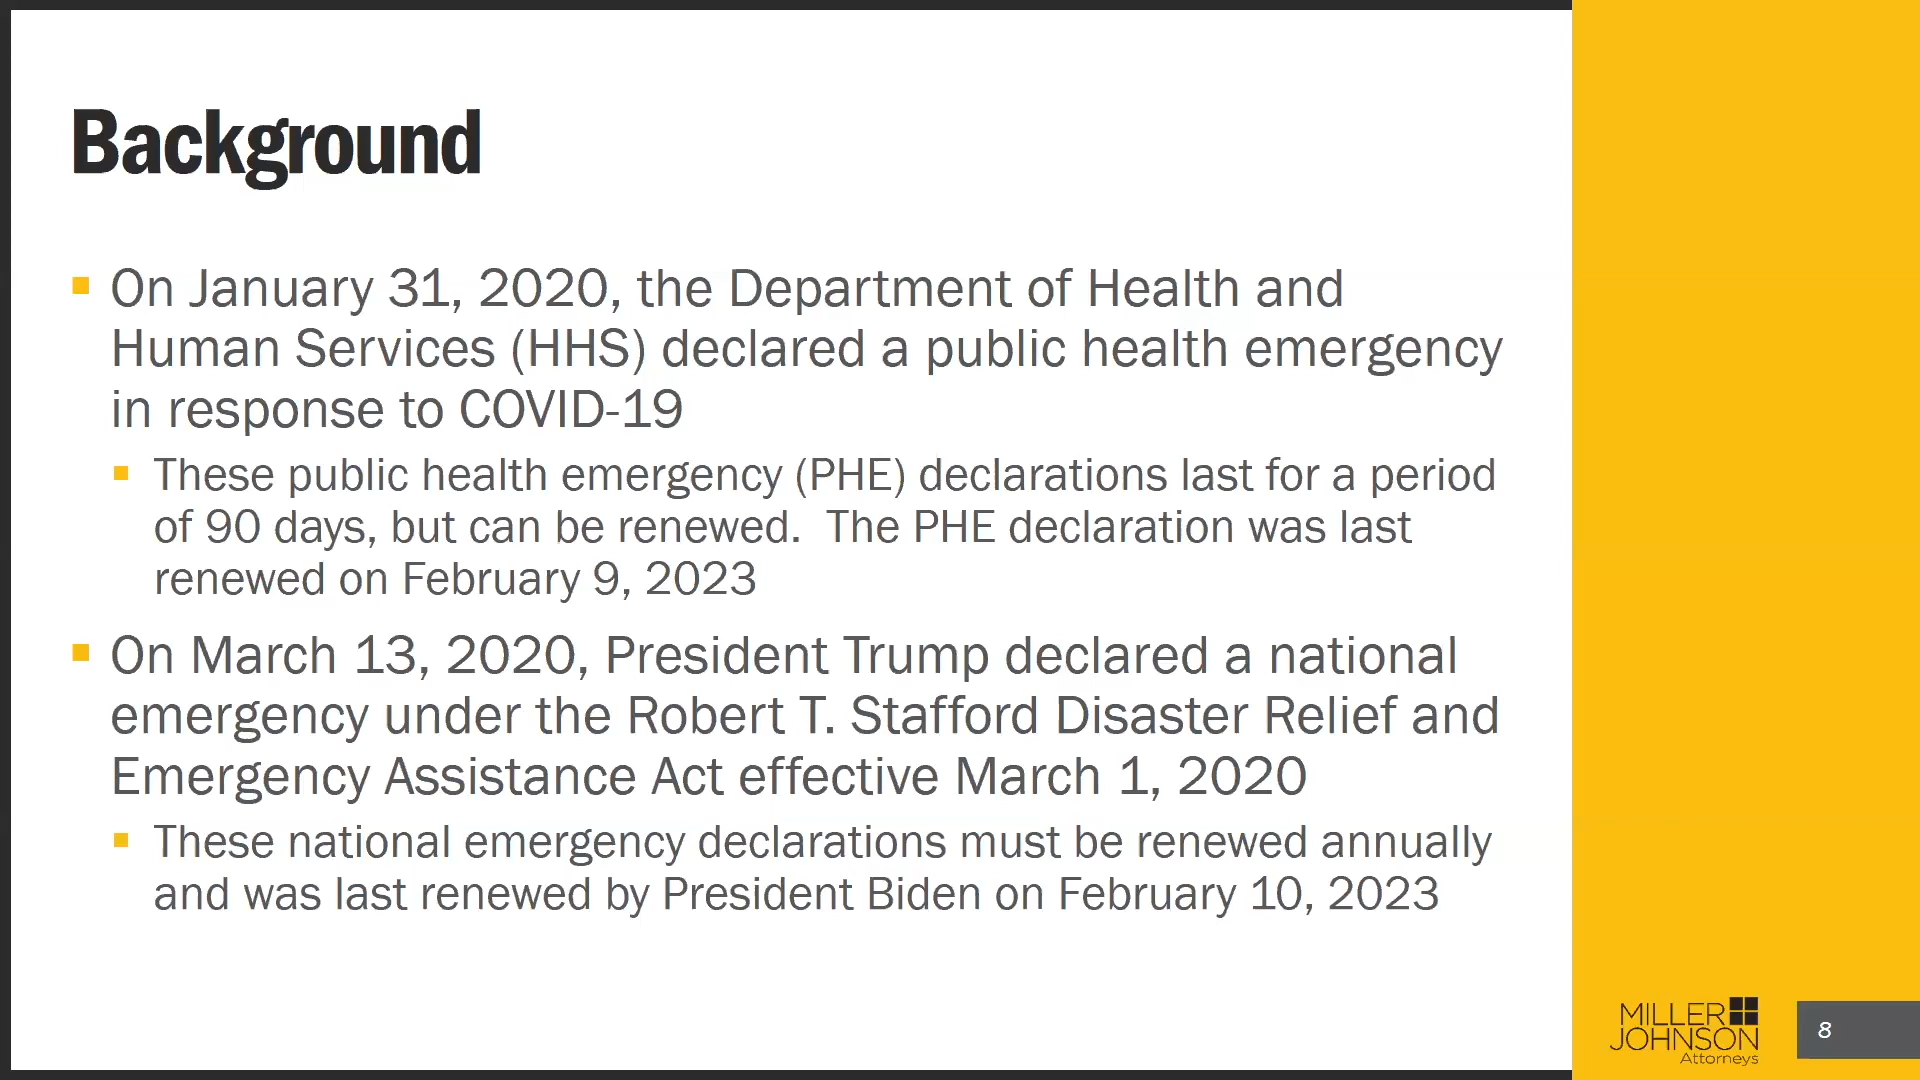 Background
On January 31, 2020, the Department of Health and
Human Services (HHS) declared a public health emergency
in response to COVID-19
These public health emergency (PHE) declarations last for a period
of 90 days, but can be renewed.  The PHE declaration was last
renewed on February 9, 2023
On March 13, 2020, President Trump declared a national
emergency under the Robert T. Stafford Disaster Relief and
Emergency Assistance Act effective March 1, 2020
These national emergency declarations must be renewed annually
and was last renewed by President Biden on February 10, 2023
MILLER
JOHNSON
Attorneys
8